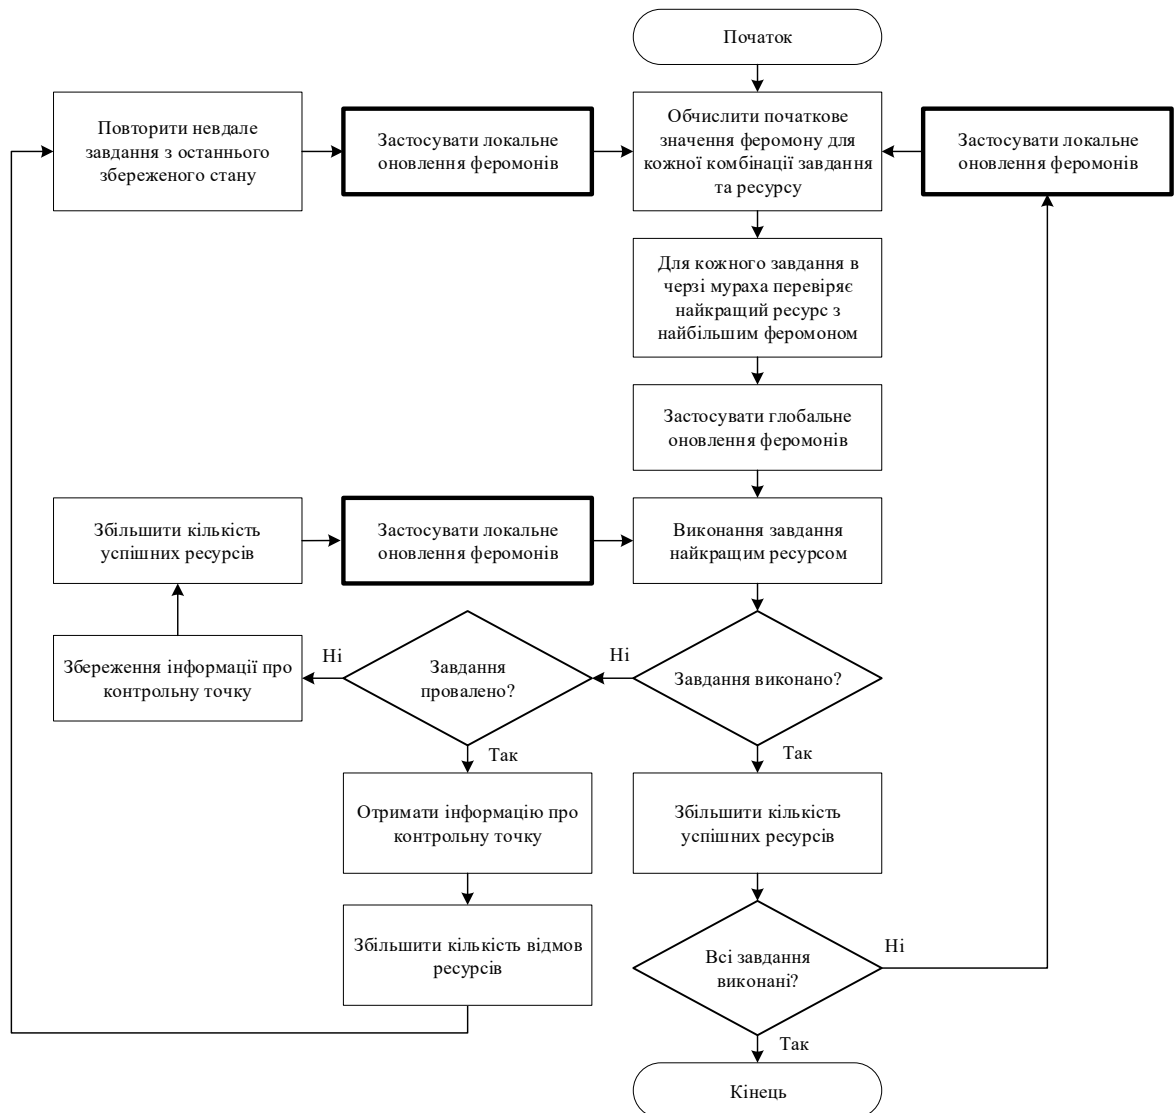 Початок
Повторити невдале
завдання з останнього
збереженого стану
Застосувати локальне
оновлення феромонів
Обчислити початкове
значення феромону для
кожної комбінації завдання
та ресурсу
Застосувати локальне
оновлення феромонів
Для кожного завдання в
черзі мураха перевіряє
найкращий ресурс з
найбільшим феромоном
Застосувати глобальне
оновлення феромонів
Збільшити кількість
успішних ресурсів
Застосувати локальне
оновлення феромонів
Виконання завдання
найкращим ресурсом
Збереження інформації про
контрольну точку
Ні
Завдання
провалено?
Ні
Завдання виконано?
Так
Так
Отримати інформацію про
контрольну точку
Збільшити кількість
успішних ресурсів
Збільшити кількість відмов
ресурсів
Всі завдання
виконані?
Ні
Так
Кінець